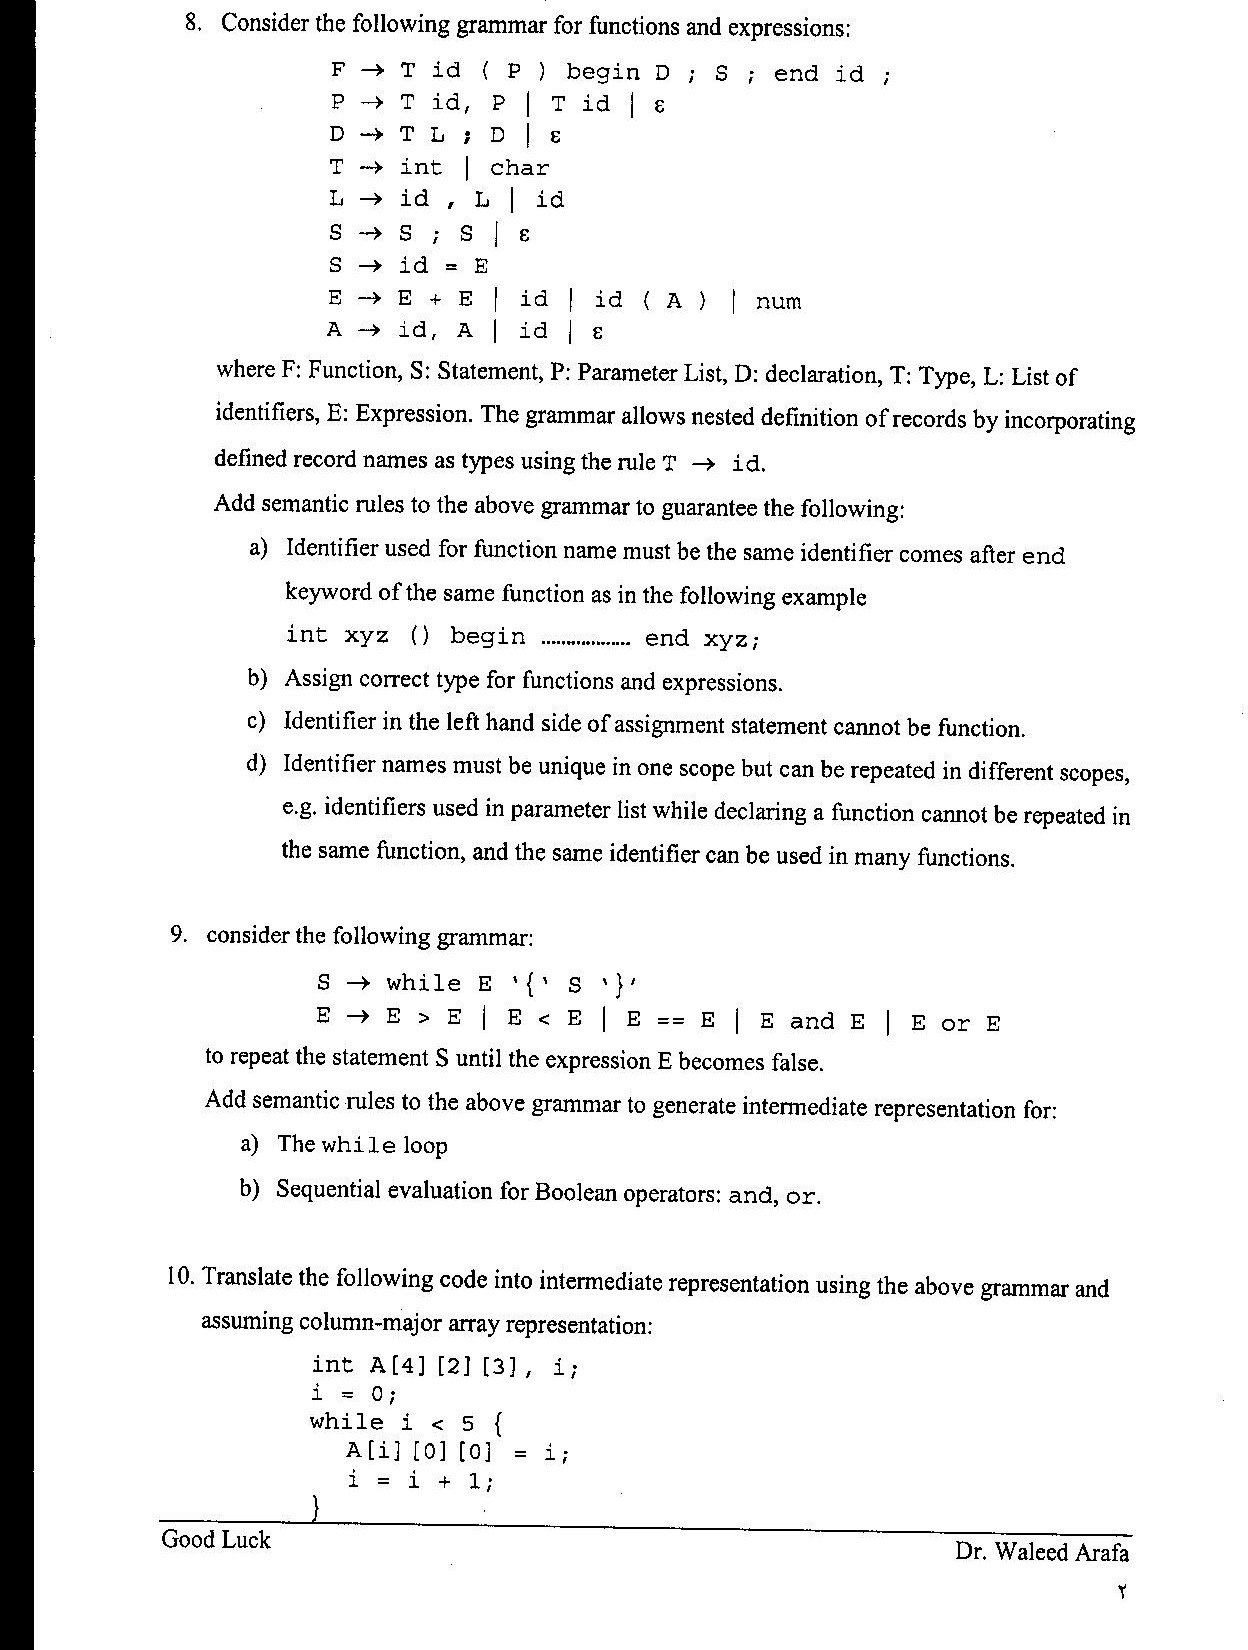 8. Consider the following grammar for functions and expressions:
F → T id ( P ) begin D ; S ; end id ;
P → T id, P | T id | ε
D → T L ; D | ε
T → int | char
L → id , L | id
S → S ; S | ε
S → id = E
E → E + E | id | id ( A ) | num
A → id, A | id | ε
where F: Function, S: Statement, P: Parameter List, D: declaration, T: Type, L: List of
identifiers, E: Expression. The grammar allows nested definition of records by incorporating
defined record names as types using the rule T → id.
Add semantic rules to the above grammar to guarantee the following:
a) Identifier used for function name must be the same identifier comes after end
keyword of the same function as in the following example
int xyz () begin .................. end xyz;
b) Assign correct type for functions and expressions.
c) Identifier in the left hand side of assignment statement cannot be function.
d) Identifier names must be unique in one scope but can be repeated in different scopes,
e.g. identifiers used in parameter list while declaring a function cannot be repeated in
the same function, and the same identifier can be used in many functions.
9. consider the following grammar:
S → while E '{' S '}'
E → E > E | E < E | E == E | E and E | E or E
to repeat the statement S until the expression E becomes false.
Add semantic rules to the above grammar to generate intermediate representation for:
a) The while loop
b) Sequential evaluation for Boolean operators: and, or.
10. Translate the following code into intermediate representation using the above grammar and
assuming column-major array representation:
int A[4][2][3], i;
i = 0;
while i < 5 {
A[i][0][0] = i;
i = i + 1;
}
Good Luck
Dr. Waleed Arafa
٢